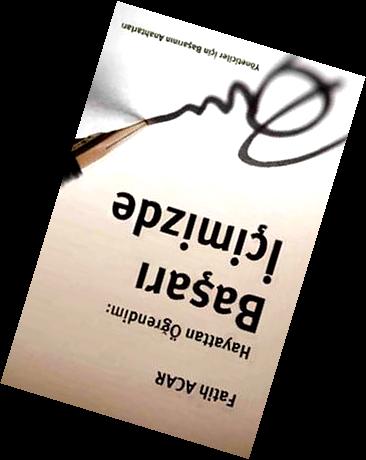 Fatih ACAR
Hayattan Öğrendim:
Başarı
İçimizde
Yöneticiler İçin Başarının Anahtarları